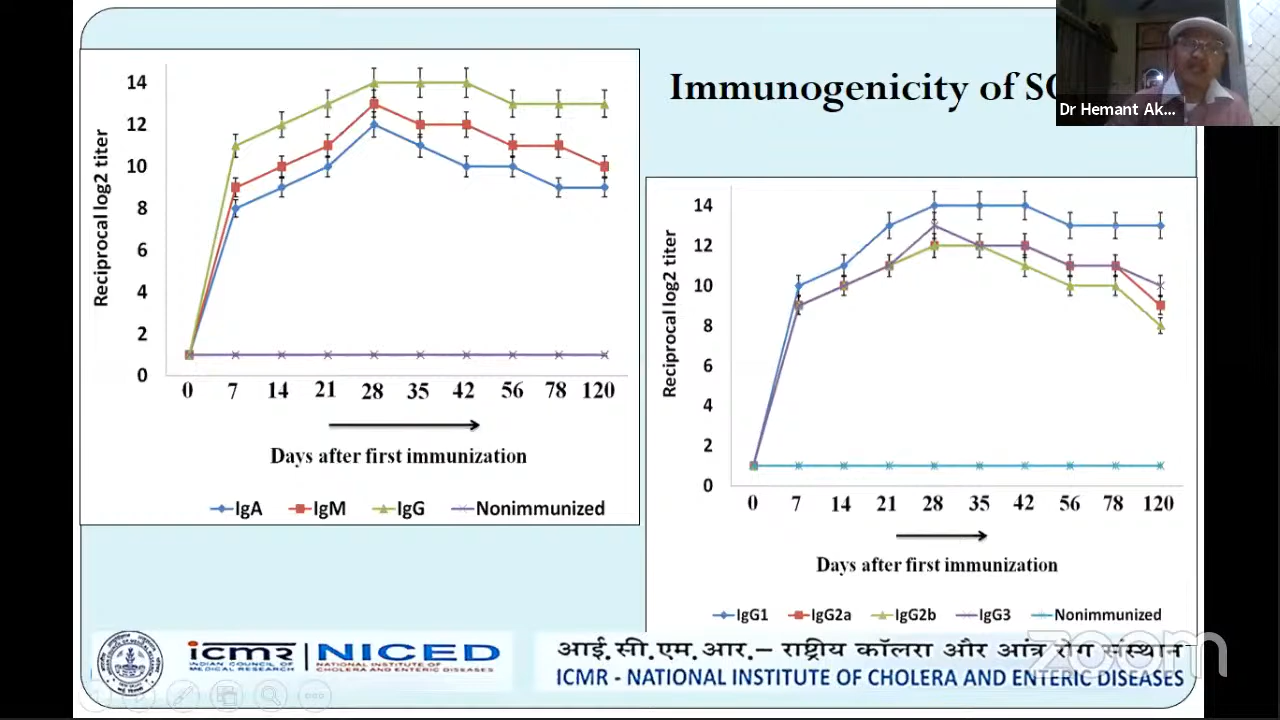 Immunogenicity of
Dr Hemant Ak...
Reciprocal log2 titer
14
12
10
8
6
4
2
0
0 7 14 21 28 35 42 56 78 120
Days after first immunization
IgA IgM IgG Nonimmunized
Reciprocal log2 titer
14
12
10
8
6
4
2
0
0 7 14 21 28 35 42 56 78 120
Days after first immunization
IgG1 IgG2a IgG2b IgG3 Nonimmunized
icmr
INDIAN COUNCIL OF
MEDICAL RESEARCH
NICED
NATIONAL INSTITUTE OF
CHOLERA AND ENTERIC DISEASES
आई.सी.एम.आर.– राष्ट्रीय कॉलरा और आंत्र रोग संस्थान
ICMR - NATIONAL INSTITUTE OF CHOLERA AND ENTERIC DISEASES
zoom